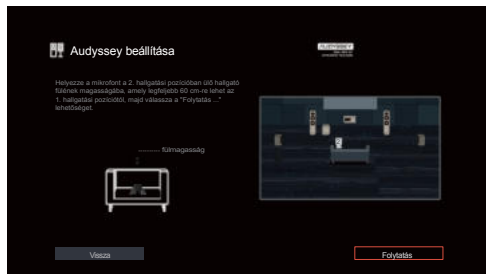 Audyssey beállítása
AUDYSSEY
Helyezze a mikrofont a 2. hallgatási pozícióban ülő hallgató
fülének magasságába, amely legfeljebb 60 cm-re lehet az
1. hallgatási pozíciótól, majd válassza a "Folytatás ..."
lehetőséget.
.......... fülmagasság
Vissza
Folytatás